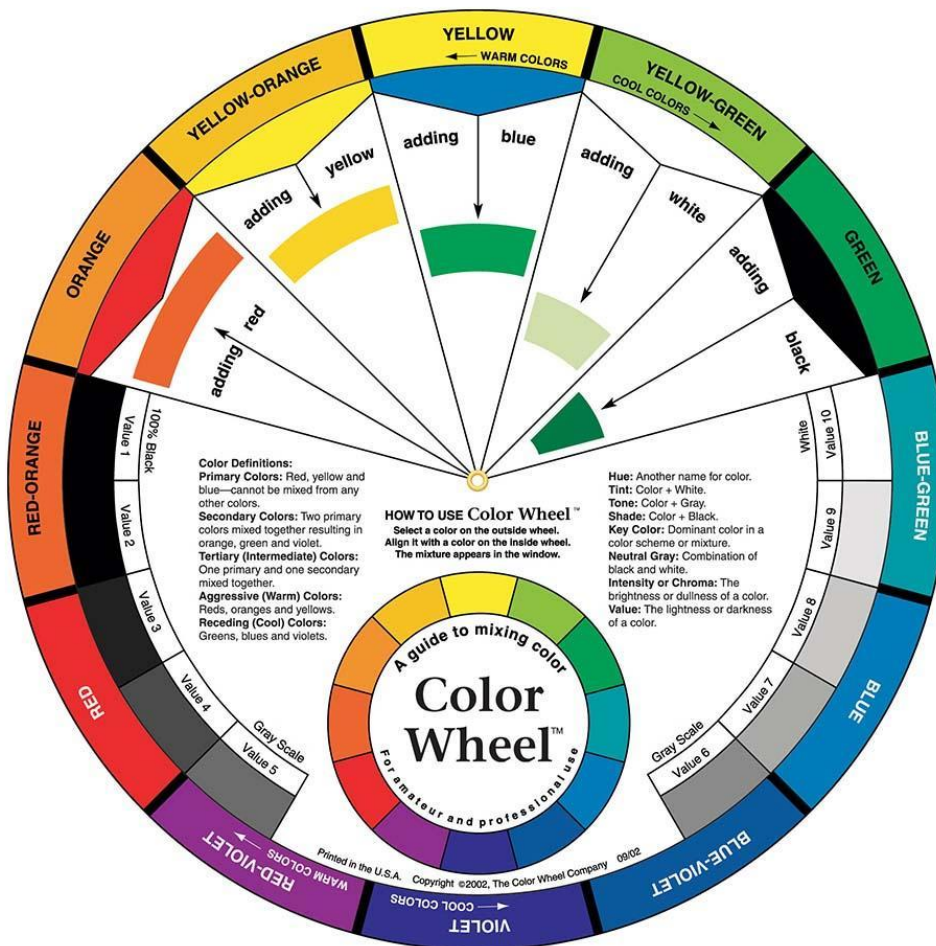 YELLOW
← WARM COLORS
YELLOW-GREEN
COOL COLORS →
GREEN
BLUE-GREEN
BLUE
BLUE-VIOLET
VIOLET
COOL COLORS
RED-VIOLET
WARM COLORS
RED
RED-ORANGE
ORANGE
YELLOW-ORANGE
adding red
adding yellow
adding blue
adding white
adding black
100% Black
Value 1
Value 2
Value 3
Value 4
Value 5
Gray Scale
White
Value 10
Value 9
Value 8
Value 7
Value 6
Gray Scale
Color Definitions:
Primary Colors: Red, yellow and
blue—cannot be mixed from any
other colors.
Secondary Colors: Two primary
colors mixed together resulting in
orange, green and violet.
Tertiary (Intermediate) Colors:
One primary and one secondary
mixed together.
Aggressive (Warm) Colors:
Reds, oranges and yellows.
Receding (Cool) Colors:
Greens, blues and violets.
HOW TO USE Color Wheel™
Select a color on the outside wheel.
Align it with a color on the inside wheel.
The mixture appears in the window.
Hue: Another name for color.
Tint: Color + White.
Tone: Color + Gray.
Shade: Color + Black.
Key Color: Dominant color in a
color scheme or mixture.
Neutral Gray: Combination of
black and white.
Intensity or Chroma: The
brightness or dullness of a color.
Value: The lightness or darkness
of a color.
A guide to mixing color
Color
Wheel™
For amateur and professional use
Printed in the U.S.A. Copyright ©2002, The Color Wheel Company 09/02